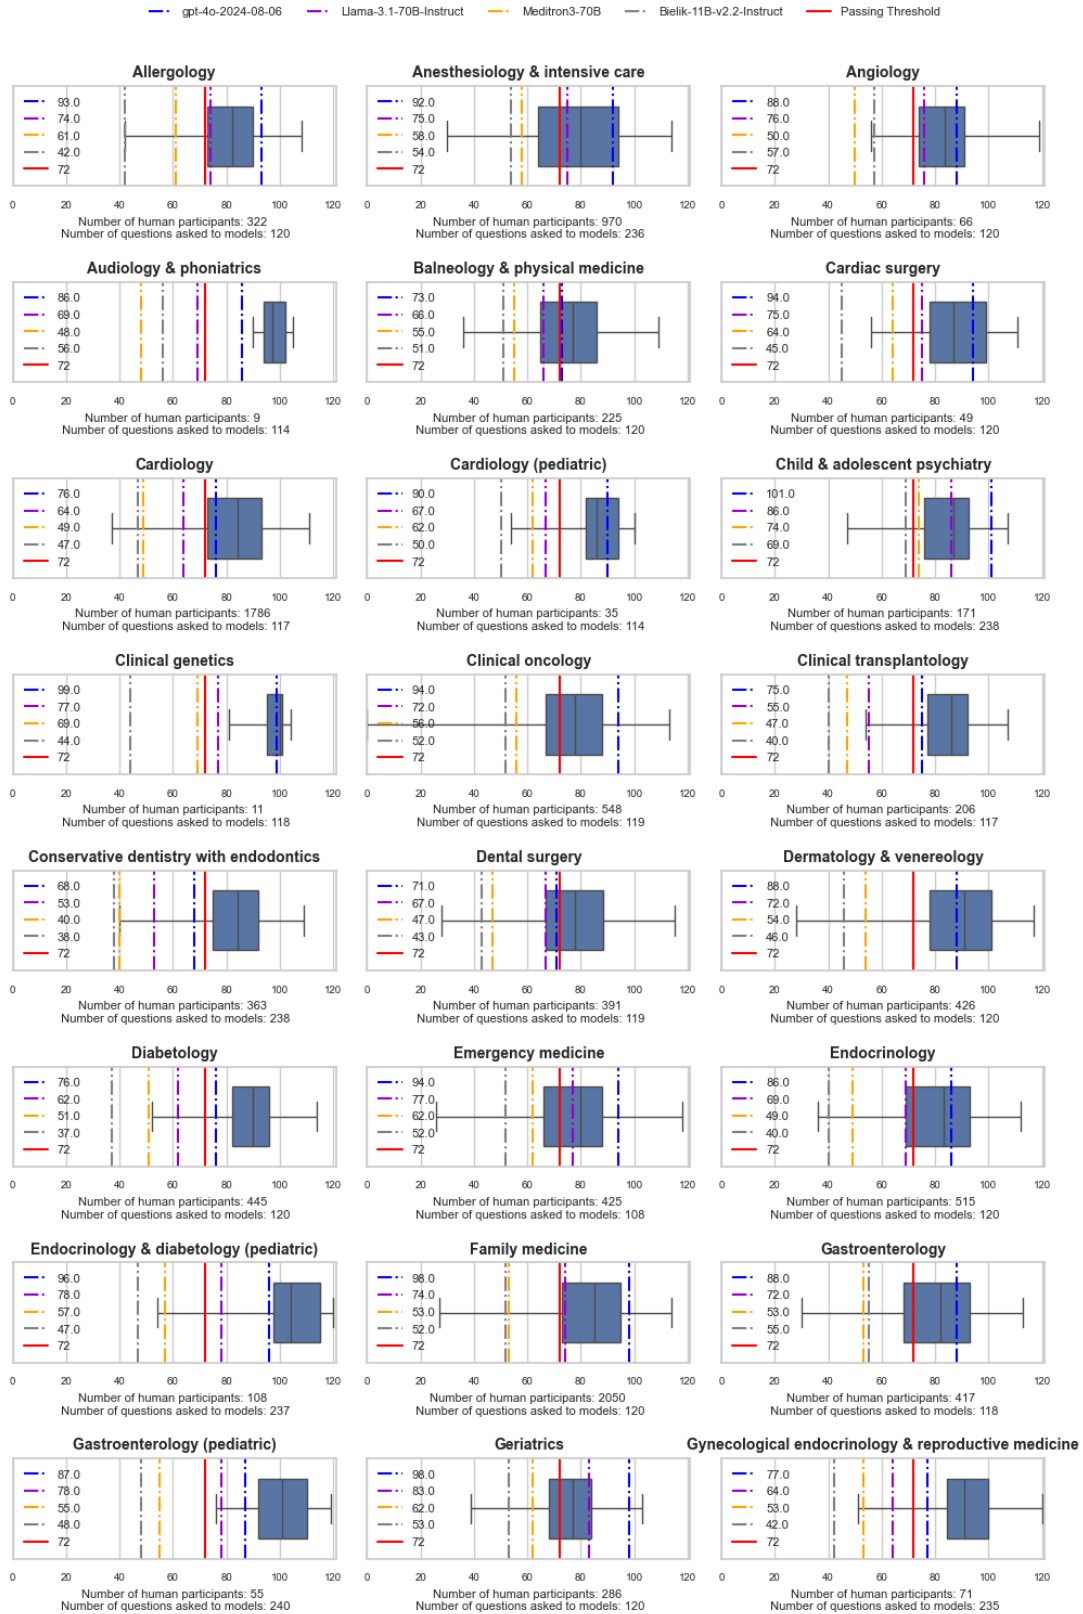 gpt-4o-2024-08-06 Llama-3.1-70B-Instruct Meditron3-70B Bielik-11B-v2.2-Instruct Passing Threshold
Allergology
93.0
74.0
61.0
42.0
72
0 20 40 60 80 100 120
Number of human participants: 322
Number of questions asked to models: 120
Anesthesiology & intensive care
92.0
75.0
58.0
54.0
72
0 20 40 60 80 100 120
Number of human participants: 970
Number of questions asked to models: 236
Angiology
88.0
76.0
50.0
57.0
72
0 20 40 60 80 100 120
Number of human participants: 66
Number of questions asked to models: 120
Audiology & phoniatrics
86.0
69.0
48.0
56.0
72
0 20 40 60 80 100 120
Number of human participants: 9
Number of questions asked to models: 114
Balneology & physical medicine
73.0
66.0
55.0
51.0
72
0 20 40 60 80 100 120
Number of human participants: 225
Number of questions asked to models: 120
Cardiac surgery
94.0
75.0
64.0
45.0
72
0 20 40 60 80 100 120
Number of human participants: 49
Number of questions asked to models: 120
Cardiology
76.0
64.0
49.0
47.0
72
0 20 40 60 80 100 120
Number of human participants: 1786
Number of questions asked to models: 117
Cardiology (pediatric)
90.0
67.0
62.0
50.0
72
0 20 40 60 80 100 120
Number of human participants: 35
Number of questions asked to models: 114
Child & adolescent psychiatry
101.0
86.0
74.0
69.0
72
0 20 40 60 80 100 120
Number of human participants: 171
Number of questions asked to models: 238
Clinical genetics
99.0
77.0
69.0
44.0
72
0 20 40 60 80 100 120
Number of human participants: 11
Number of questions asked to models: 118
Clinical oncology
94.0
72.0
56.0
52.0
72
0 20 40 60 80 100 120
Number of human participants: 548
Number of questions asked to models: 119
Clinical transplantology
75.0
55.0
47.0
40.0
72
0 20 40 60 80 100 120
Number of human participants: 206
Number of questions asked to models: 117
Conservative dentistry with endodontics
68.0
53.0
40.0
38.0
72
0 20 40 60 80 100 120
Number of human participants: 363
Number of questions asked to models: 238
Dental surgery
71.0
67.0
47.0
43.0
72
0 20 40 60 80 100 120
Number of human participants: 391
Number of questions asked to models: 119
Dermatology & venereology
88.0
72.0
54.0
46.0
72
0 20 40 60 80 100 120
Number of human participants: 426
Number of questions asked to models: 120
Diabetology
76.0
62.0
51.0
37.0
72
0 20 40 60 80 100 120
Number of human participants: 445
Number of questions asked to models: 120
Emergency medicine
94.0
77.0
62.0
52.0
72
0 20 40 60 80 100 120
Number of human participants: 425
Number of questions asked to models: 108
Endocrinology
86.0
69.0
49.0
40.0
72
0 20 40 60 80 100 120
Number of human participants: 515
Number of questions asked to models: 120
Endocrinology & diabetology (pediatric)
96.0
78.0
57.0
47.0
72
0 20 40 60 80 100 120
Number of human participants: 108
Number of questions asked to models: 237
Family medicine
98.0
74.0
53.0
52.0
72
0 20 40 60 80 100 120
Number of human participants: 2050
Number of questions asked to models: 120
Gastroenterology
88.0
72.0
53.0
55.0
72
0 20 40 60 80 100 120
Number of human participants: 417
Number of questions asked to models: 118
Gastroenterology (pediatric)
87.0
78.0
55.0
48.0
72
0 20 40 60 80 100 120
Number of human participants: 55
Number of questions asked to models: 240
Geriatrics
98.0
83.0
62.0
53.0
72
0 20 40 60 80 100 120
Number of human participants: 286
Number of questions asked to models: 120
Gynecological endocrinology & reproductive medicine
77.0
64.0
53.0
42.0
72
0 20 40 60 80 100 120
Number of human participants: 71
Number of questions asked to models: 235